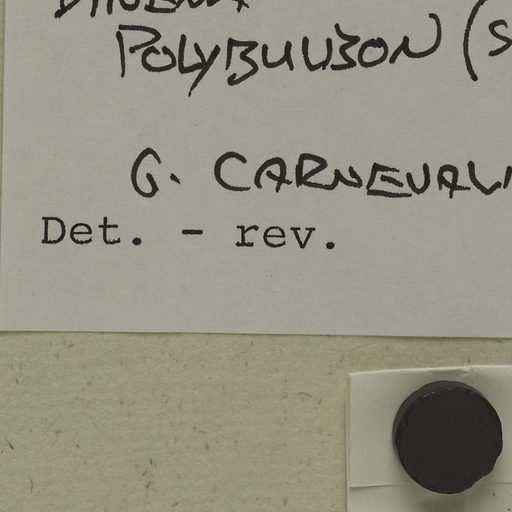 POLYBUUBON (S
G. CARNEVAL
Det. - rev.